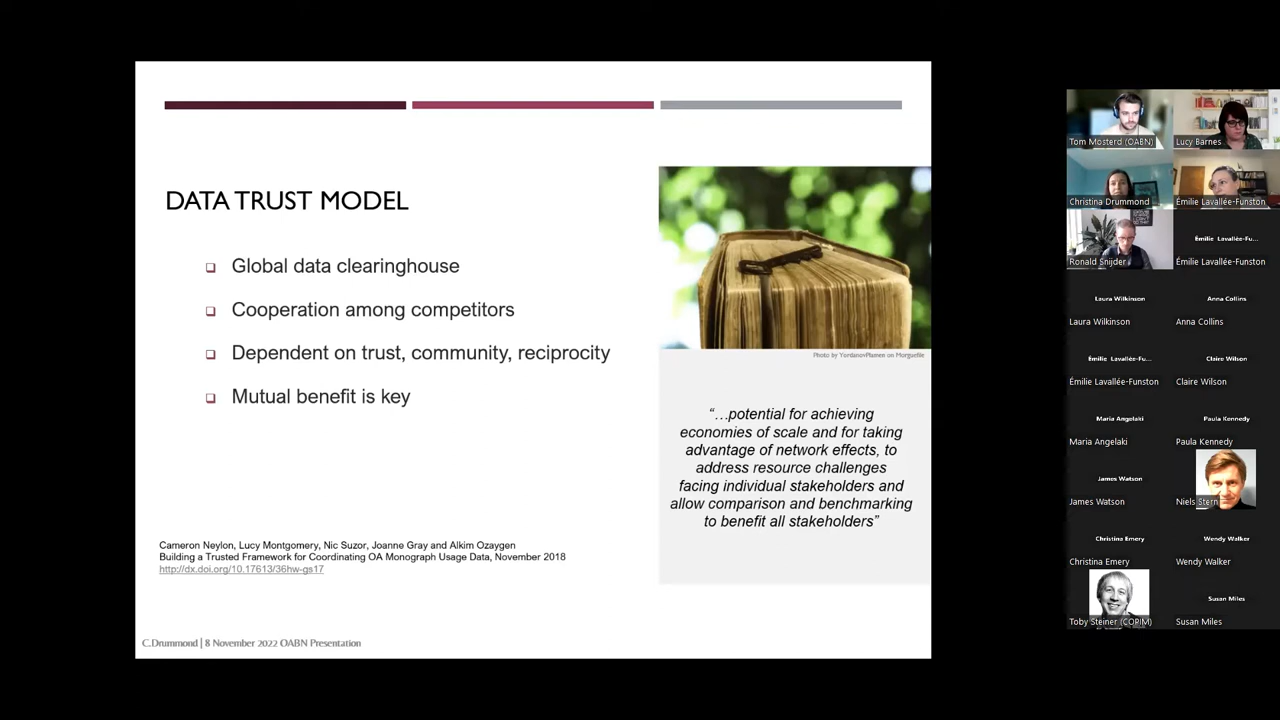 DATA TRUST MODEL
Global data clearinghouse
Cooperation among competitors
Dependent on trust, community, reciprocity
Mutual benefit is key
Photo by YordanovPlamen on Morguefile
“…potential for achieving
economies of scale and for taking
advantage of network effects, to
address resource challenges
facing individual stakeholders and
allow comparison and benchmarking
to benefit all stakeholders”
Cameron Neylon, Lucy Montgomery, Nic Suzor, Joanne Gray and Alkim Ozaygen
Building a Trusted Framework for Coordinating OA Monograph Usage Data, November 2018
http://dx.doi.org/10.17613/36hw-gs17
C.Drummond | 8 November 2022 OABN Presentation
Tom Mosterd (OABN)
Lucy Barnes
Christina Drummond
Émilie Lavallée-Funston
Ronald Snijder
Émilie Lavallée-Fu...
Émilie Lavallée-Funston
Laura Wilkinson
Laura Wilkinson
Anna Collins
Anna Collins
Émilie Lavallée-Fu...
Émilie Lavallée-Funston
Claire Wilson
Claire Wilson
Maria Angelaki
Maria Angelaki
Paula Kennedy
Paula Kennedy
James Watson
James Watson
Niels Stern
Christina Emery
Christina Emery
Wendy Walker
Wendy Walker
Toby Steiner (COPIM)
Susan Miles
Susan Miles